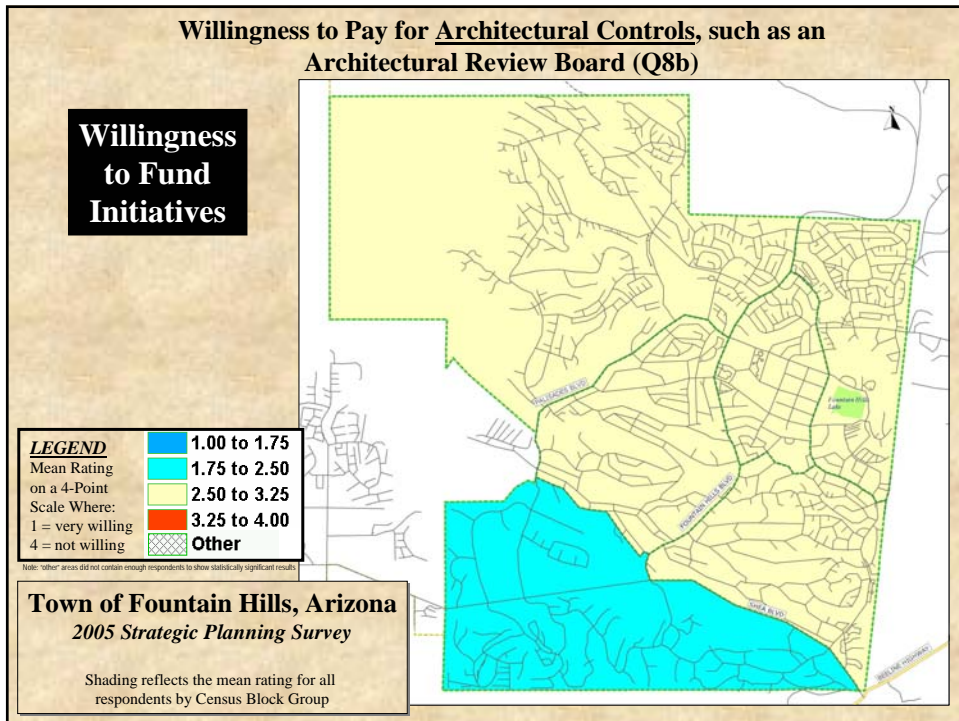 Willingness to Pay for Architectural Controls, such as an
Architectural Review Board (Q8b)
Willingness
to Fund
Initiatives
PALISADES BLVD
Fountain Hills
Lake
FOUNTAIN HILLS BLVD
SHEA BLVD
BEELINE HIGHWAY
LEGEND
Mean Rating
on a 4-Point
Scale Where:
1 = very willing
4 = not willing
1.00 to 1.75
1.75 to 2.50
2.50 to 3.25
3.25 to 4.00
Other
Note: "other" areas did not contain enough respondents to show statistically significant results
Town of Fountain Hills, Arizona
2005 Strategic Planning Survey
Shading reflects the mean rating for all
respondents by Census Block Group